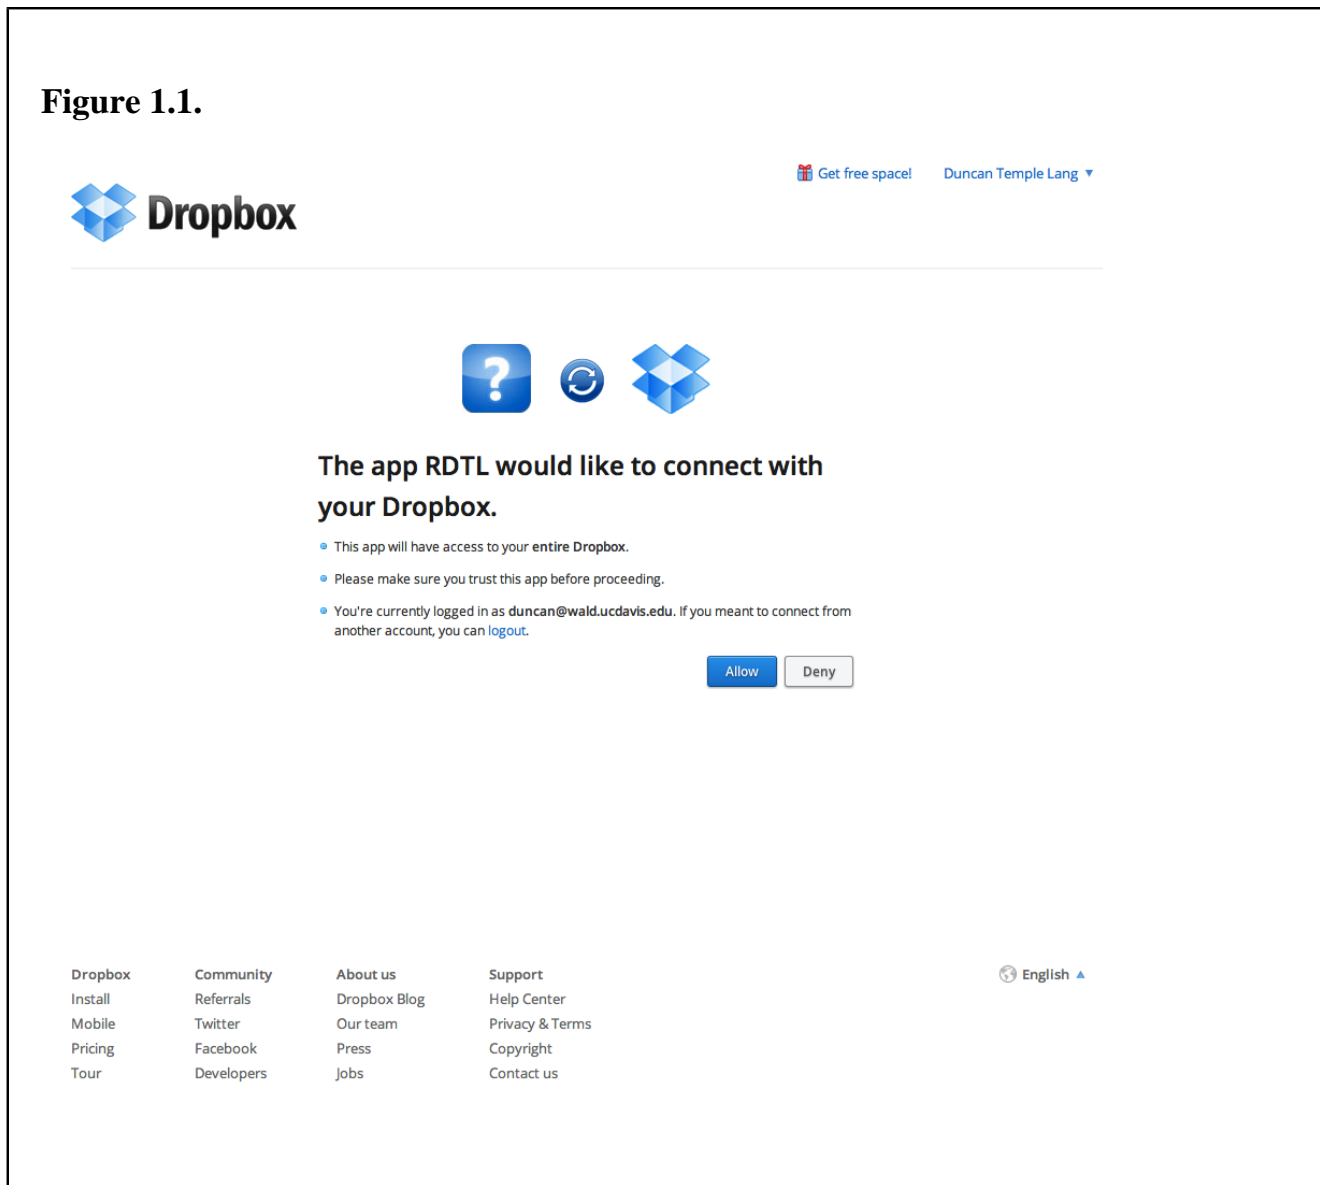 Figure 1.1.
Get free space!
Duncan Temple Lang
Dropbox
?
The app RDTL would like to connect with
your Dropbox.
This app will have access to your entire Dropbox.
Please make sure you trust this app before proceeding.
You're currently logged in as duncan@wald.ucdavis.edu. If you meant to connect from
another account, you can logout.
Allow
Deny
Dropbox
Install
Mobile
Pricing
Tour
Community
Referrals
Twitter
Facebook
Developers
About us
Dropbox Blog
Our team
Press
Jobs
Support
Help Center
Privacy & Terms
Copyright
Contact us
English